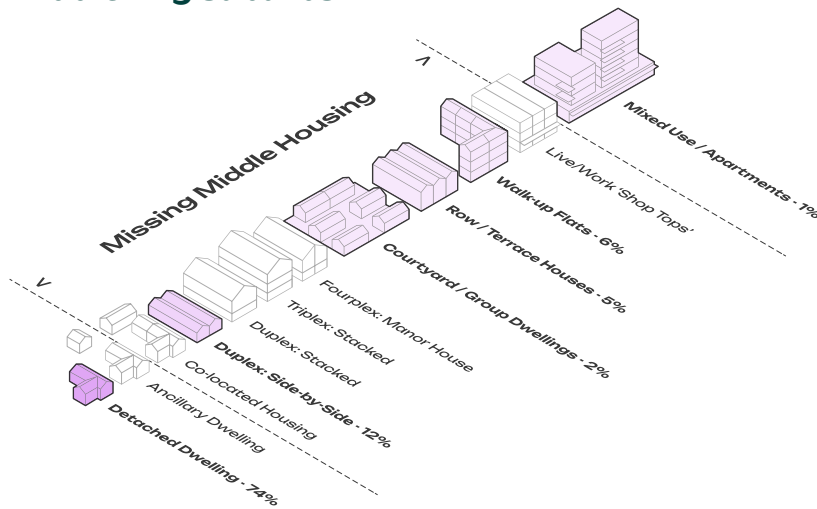 Missing Middle Housing
Mixed Use / Apartments - 1%
Live/Work 'Shop Tops'
Walk-up Flats - 6%
Row / Terrace Houses - 5%
Courtyard / Group Dwellings - 2%
Fourplex: Manor House
Triplex: Stacked
Duplex: Stacked
Duplex: Side-by-Side - 12%
Co-located Housing
Ancillary Dwelling
Detached Dwelling - 74%